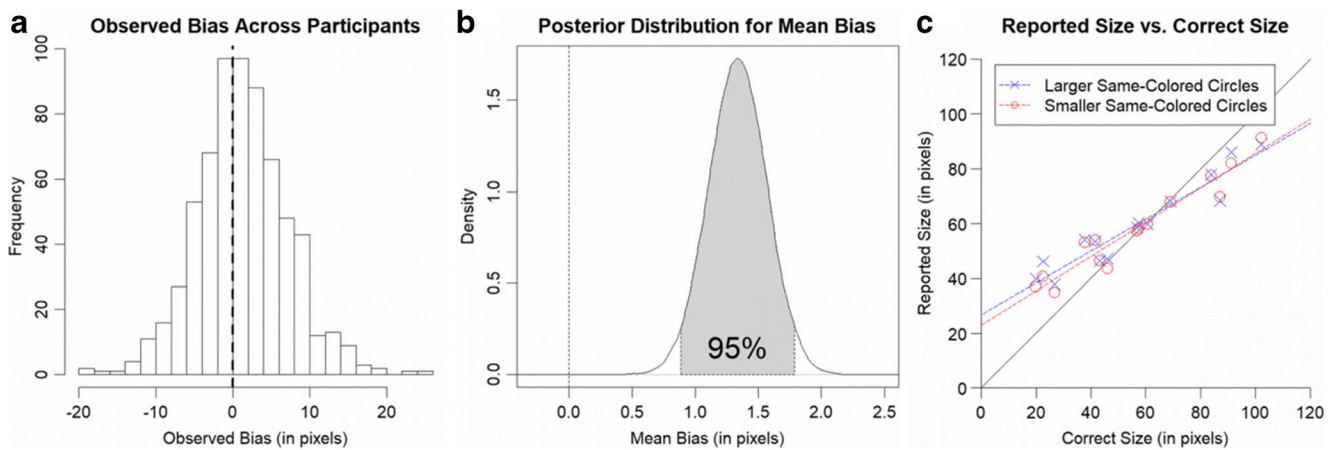 a
Observed Bias Across Participants
Frequency
0
20
40
60
80
100
-20
-10
0
10
20
Observed Bias (in pixels)
b
Posterior Distribution for Mean Bias
Density
0.0
0.5
1.0
1.5
95%
0.0
0.5
1.0
1.5
2.0
2.5
Mean Bias (in pixels)
c
Reported Size vs. Correct Size
Larger Same-Colored Circles
Smaller Same-Colored Circles
Reported Size (in pixels)
120
100
80
60
40
20
0
0
20
40
60
80
100
120
Correct Size (in pixels)